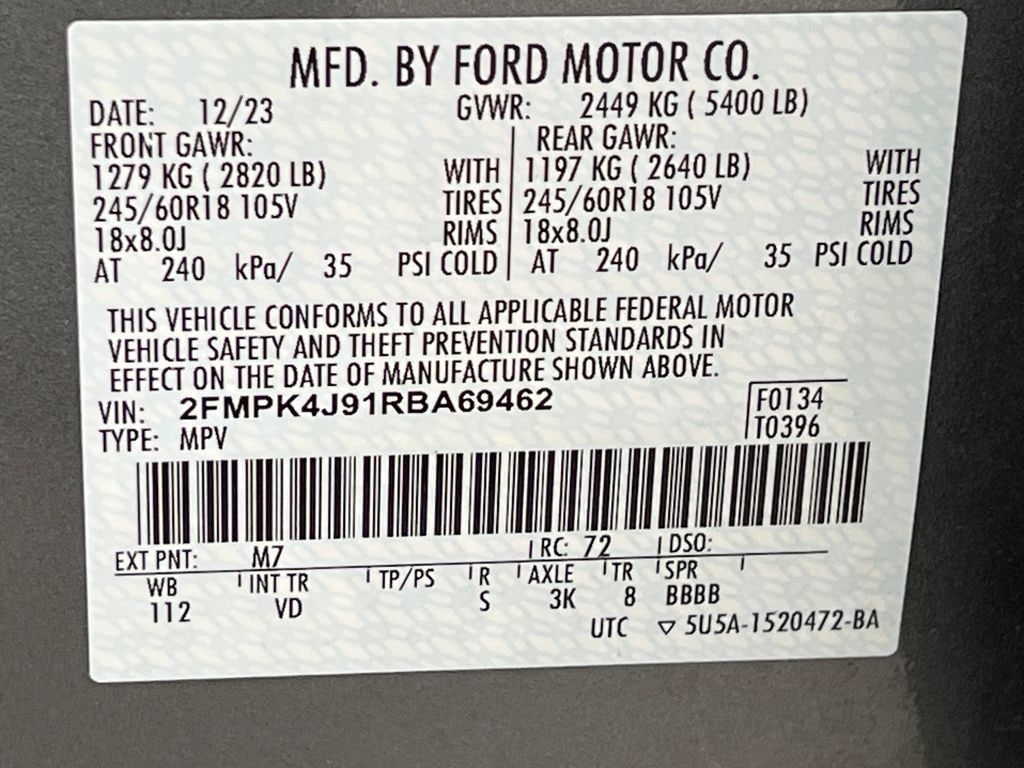 MFD. BY FORD MOTOR CO.
DATE: 12/23 GVWR: 2449 KG ( 5400 LB)
FRONT GAWR: REAR GAWR:
1279 KG ( 2820 LB) WITH 1197 KG ( 2640 LB) WITH
245/60R18 105V TIRES 245/60R18 105V TIRES
18x8.0J RIMS 18x8.0J RIMS
AT 240 kPa/ 35 PSI COLD AT 240 kPa/ 35 PSI COLD
THIS VEHICLE CONFORMS TO ALL APPLICABLE FEDERAL MOTOR
VEHICLE SAFETY AND THEFT PREVENTION STANDARDS IN
EFFECT ON THE DATE OF MANUFACTURE SHOWN ABOVE.
VIN: 2FMPK4J91RBA69462 F0134
TYPE: MPV T0396
EXT PNT: M7 RC: 72 DSO:
WB INT TR TP/PS R AXLE TR SPR
112 VD S 3K 8 BBBB
UTC ▽ 5U5A-1520472-BA